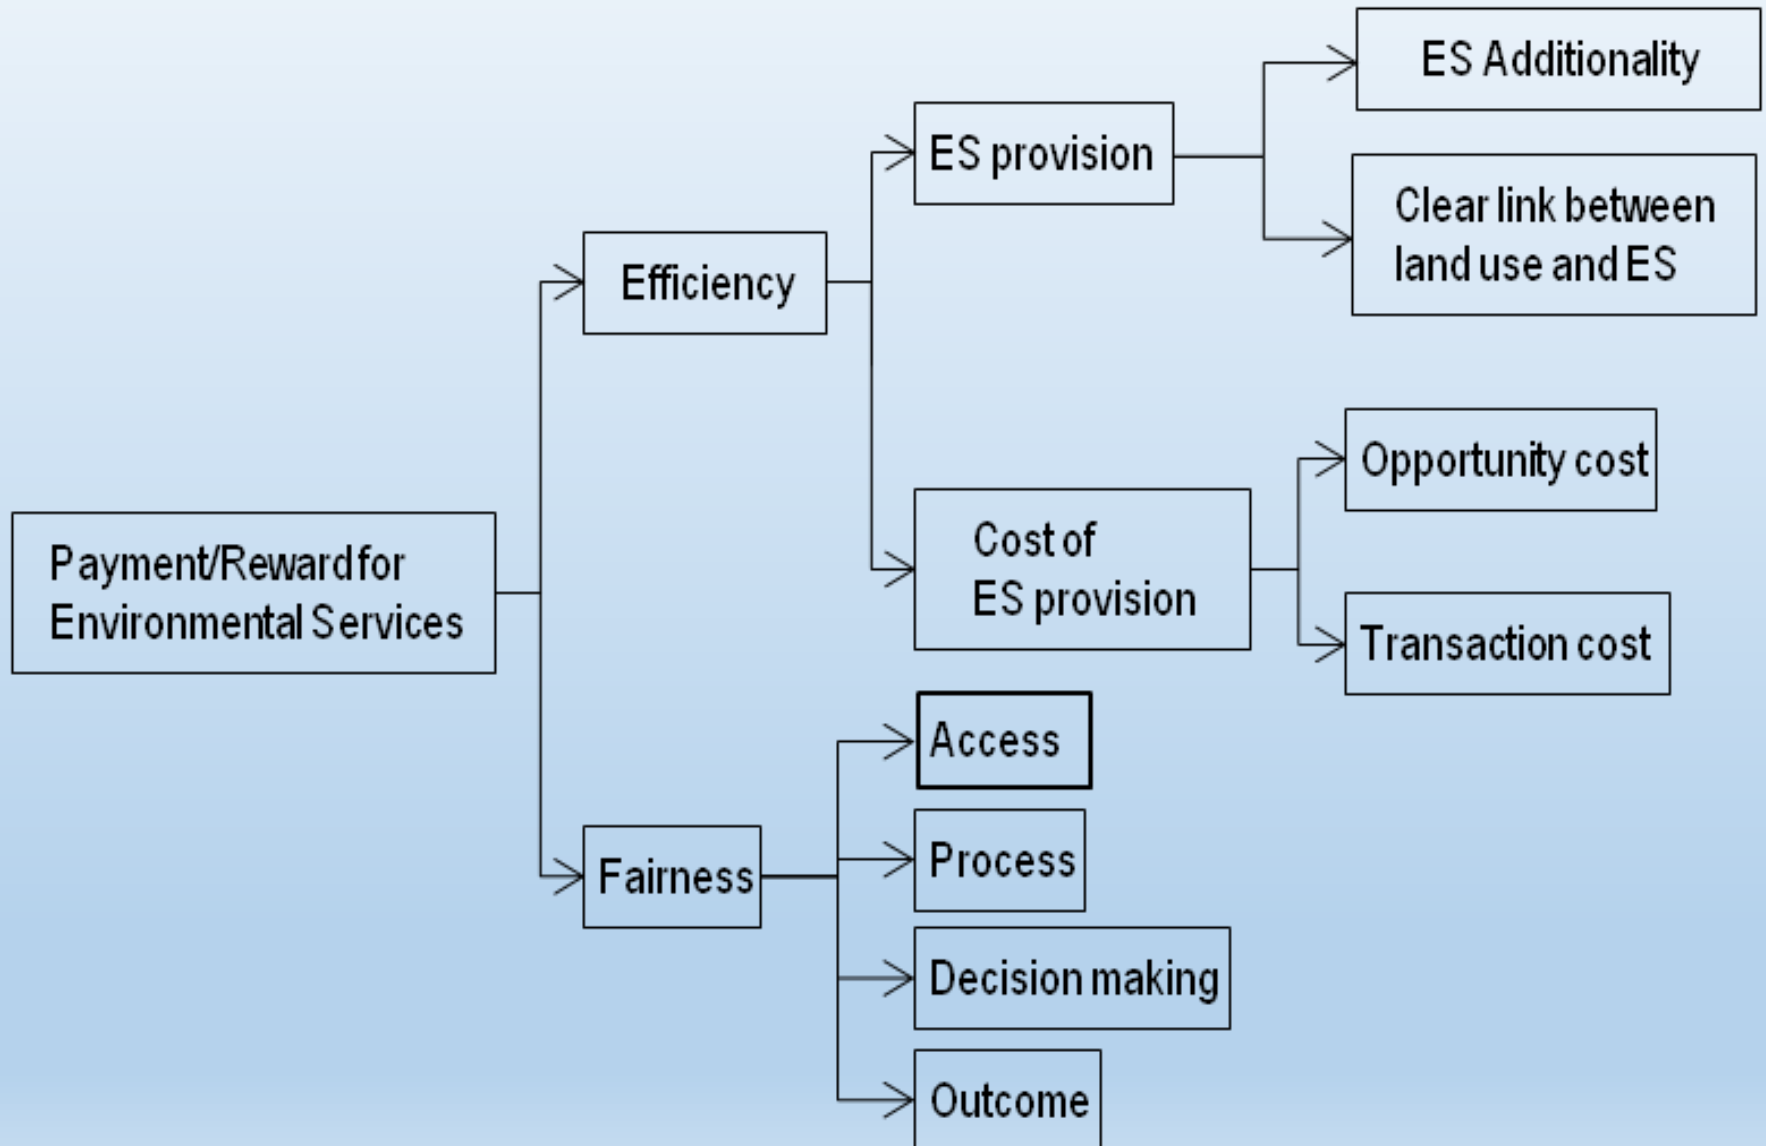 ES Additionality
ES provision
Clear link between
land use and ES
Efficiency
Opportunity cost
Cost of
ES provision
Payment/Reward for
Environmental Services
Transaction cost
Access
Process
Fairness
Decision making
Outcome